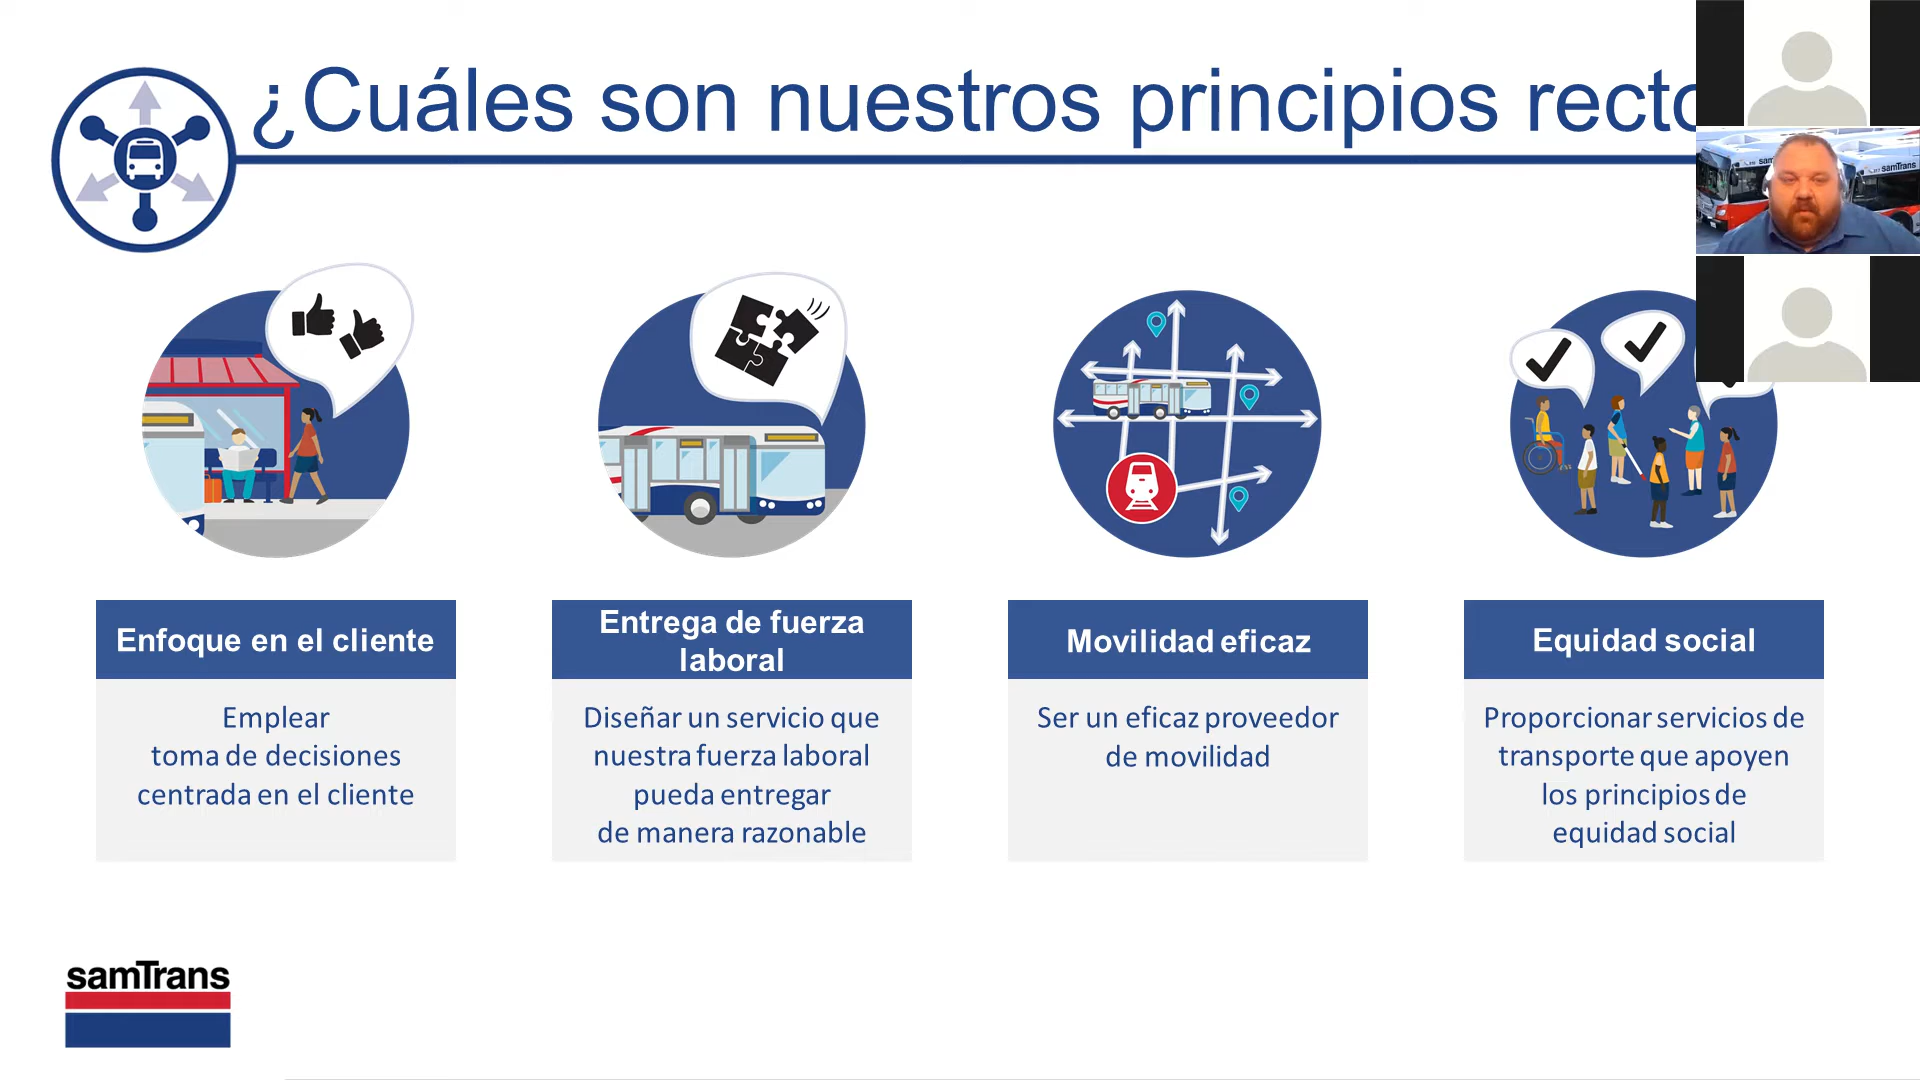 ¿Cuáles son nuestros principios recto
Enfoque en el cliente
Emplear
toma de decisiones
centrada en el cliente
Entrega de fuerza
laboral
Diseñar un servicio que
nuestra fuerza laboral
pueda entregar
de manera razonable
Movilidad eficaz
Ser un eficaz proveedor
de movilidad
Equidad social
Proporcionar servicios de
transporte que apoyen
los principios de
equidad social
samTrans
samTrans